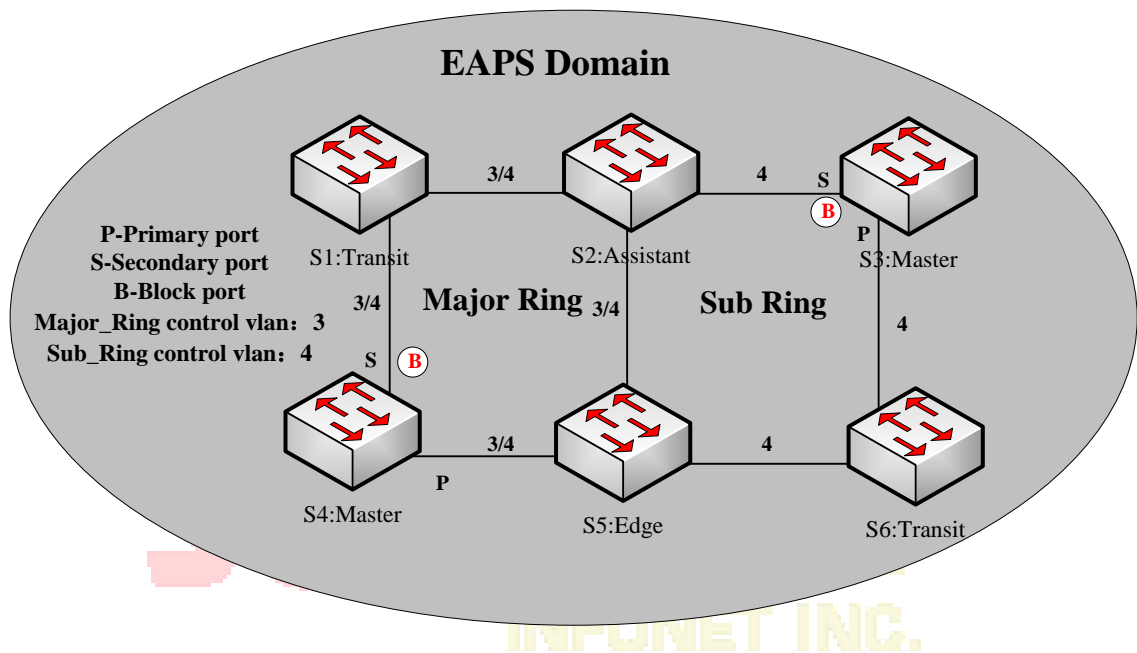 EAPS Domain
3/4
4
S
B
P
P-Primary port
S-Secondary port
B-Block port
Major_Ring control vlan：3
Sub_Ring control vlan：4
S1:Transit
S2:Assistant
S3:Master
3/4
Major Ring
3/4
Sub Ring
4
S
B
3/4
P
4
S4:Master
S5:Edge
S6:Transit
INFONET INC.